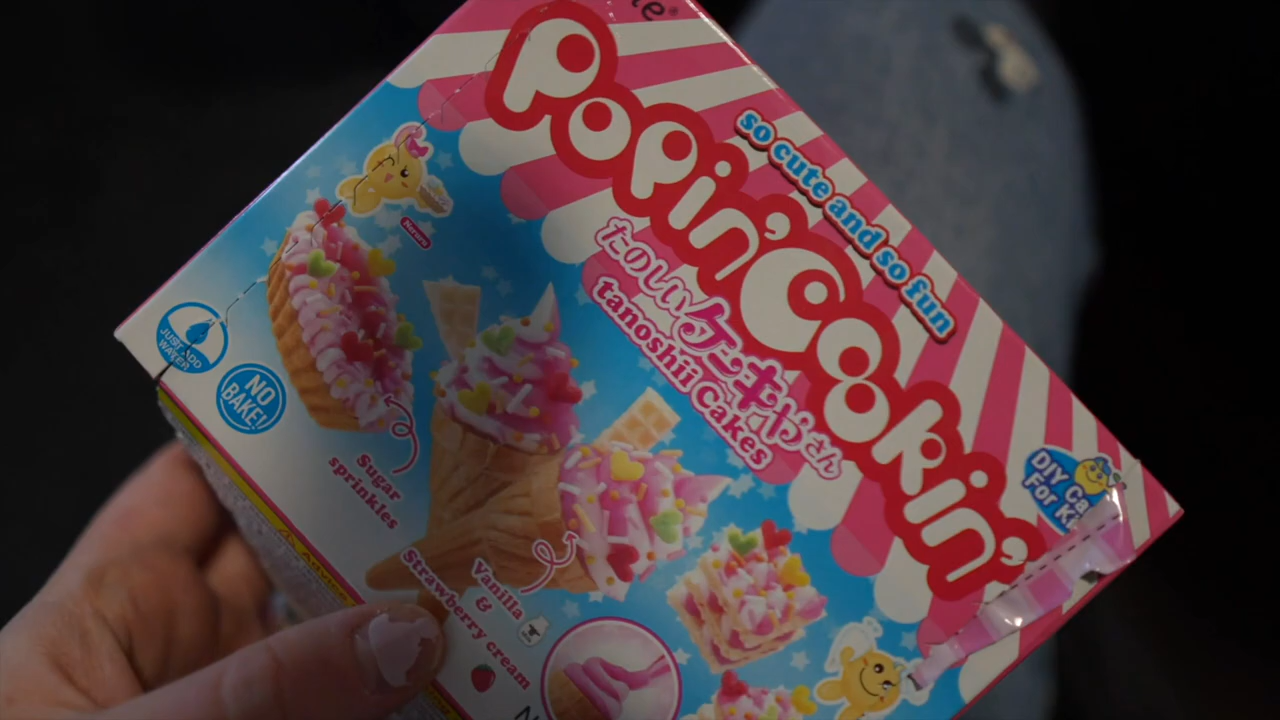 Popin'Cookin'
so cute and so fun
たのしいケーキやさん
tanoshii Cakes
JUST ADD
WATER
NO
BAKE!
Sugar
sprinkles
Vanilla
&
Strawberry cream
DIY
For